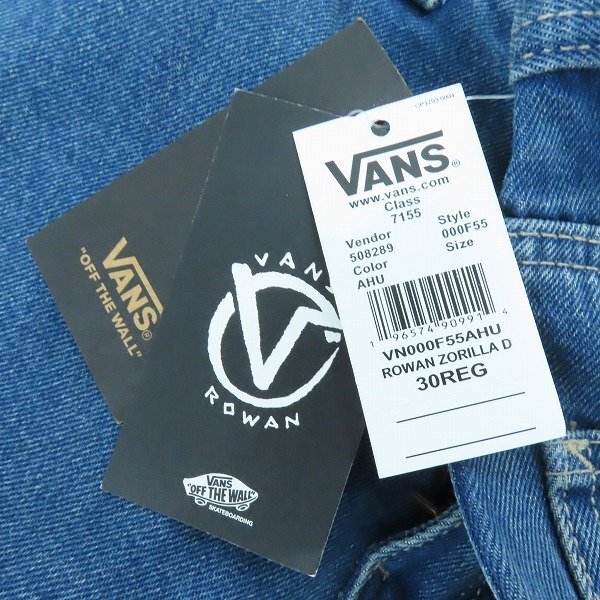 VANS
"OFF THE WALL"
VANS
ROWAN
VANS
"OFF THE WALL"
SKATEBOARDING
VANS®
www.vans.com
Class
7155
Vendor Style
508289 000F55
Color Size
AHU
1 96574 90991 4
VN000F55AHU
ROWAN ZORILLA D
30REG